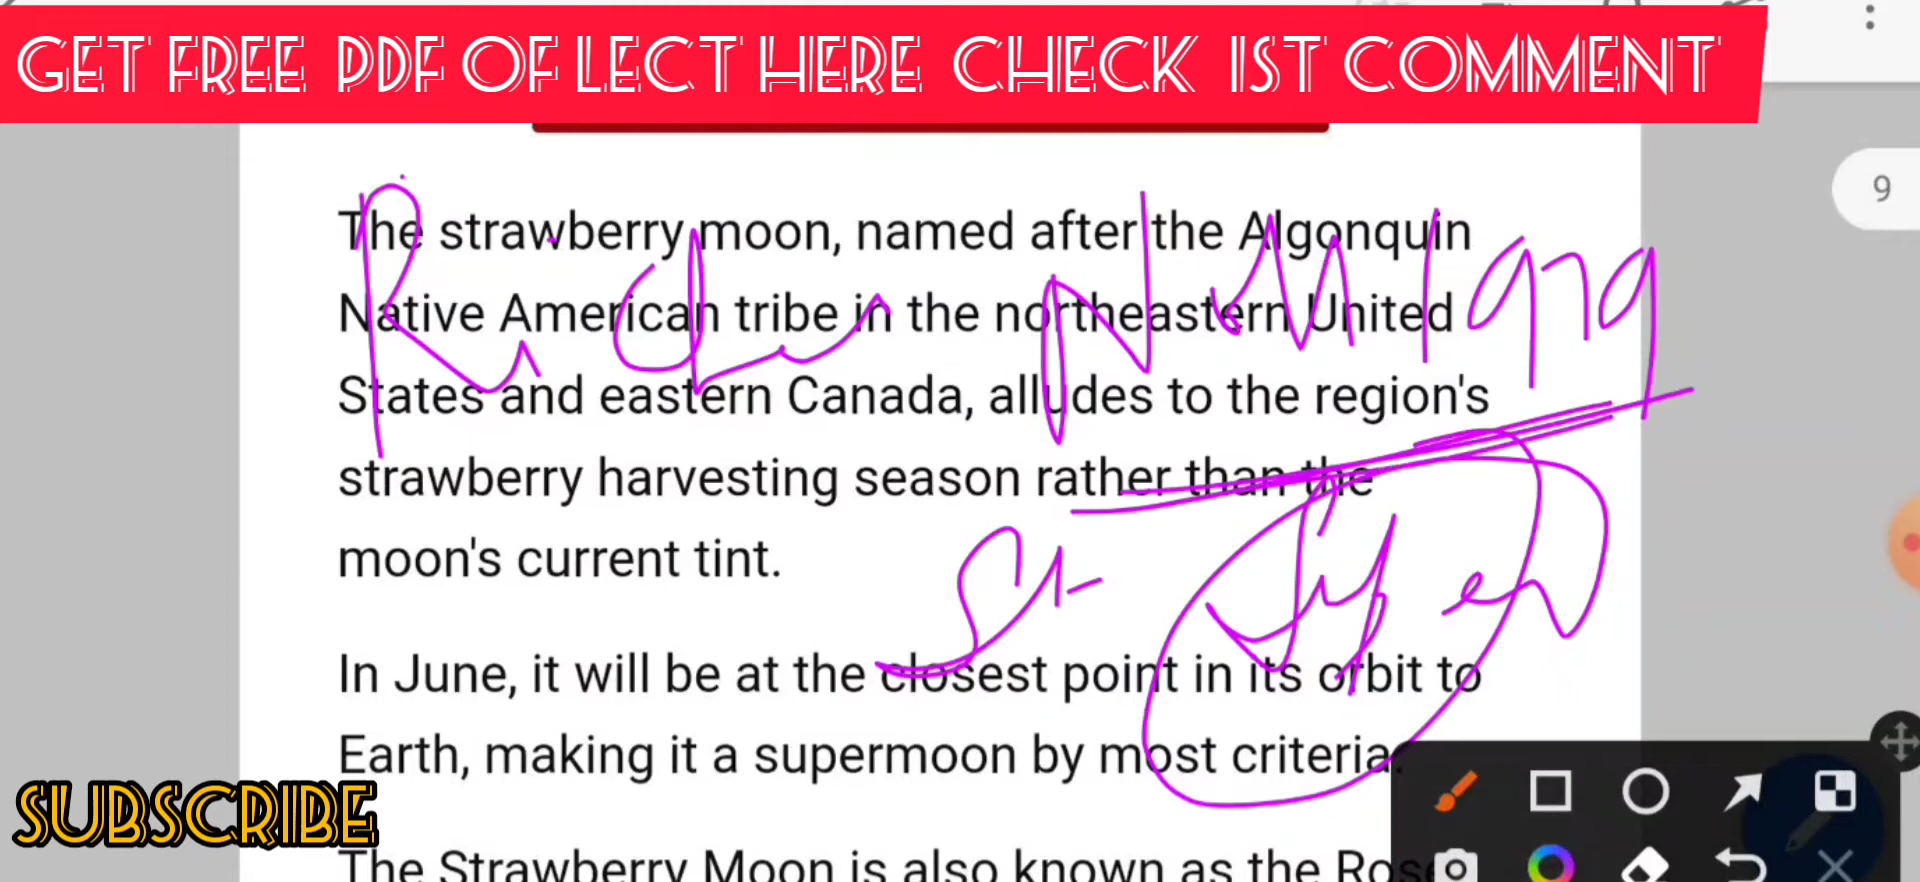 GET FREE PDF OF LECT HERE CHECK IST COMMENT
9
The strawberry moon, named after the Algonquin
Native American tribe in the northeastern United
States and eastern Canada, alludes to the region's
strawberry harvesting season rather than the
moon's current tint.
In June, it will be at the closest point in its orbit to
Earth, making it a supermoon by most criteria.
SUBSCRIBE
The Strawberry Moon is also known as the Rose